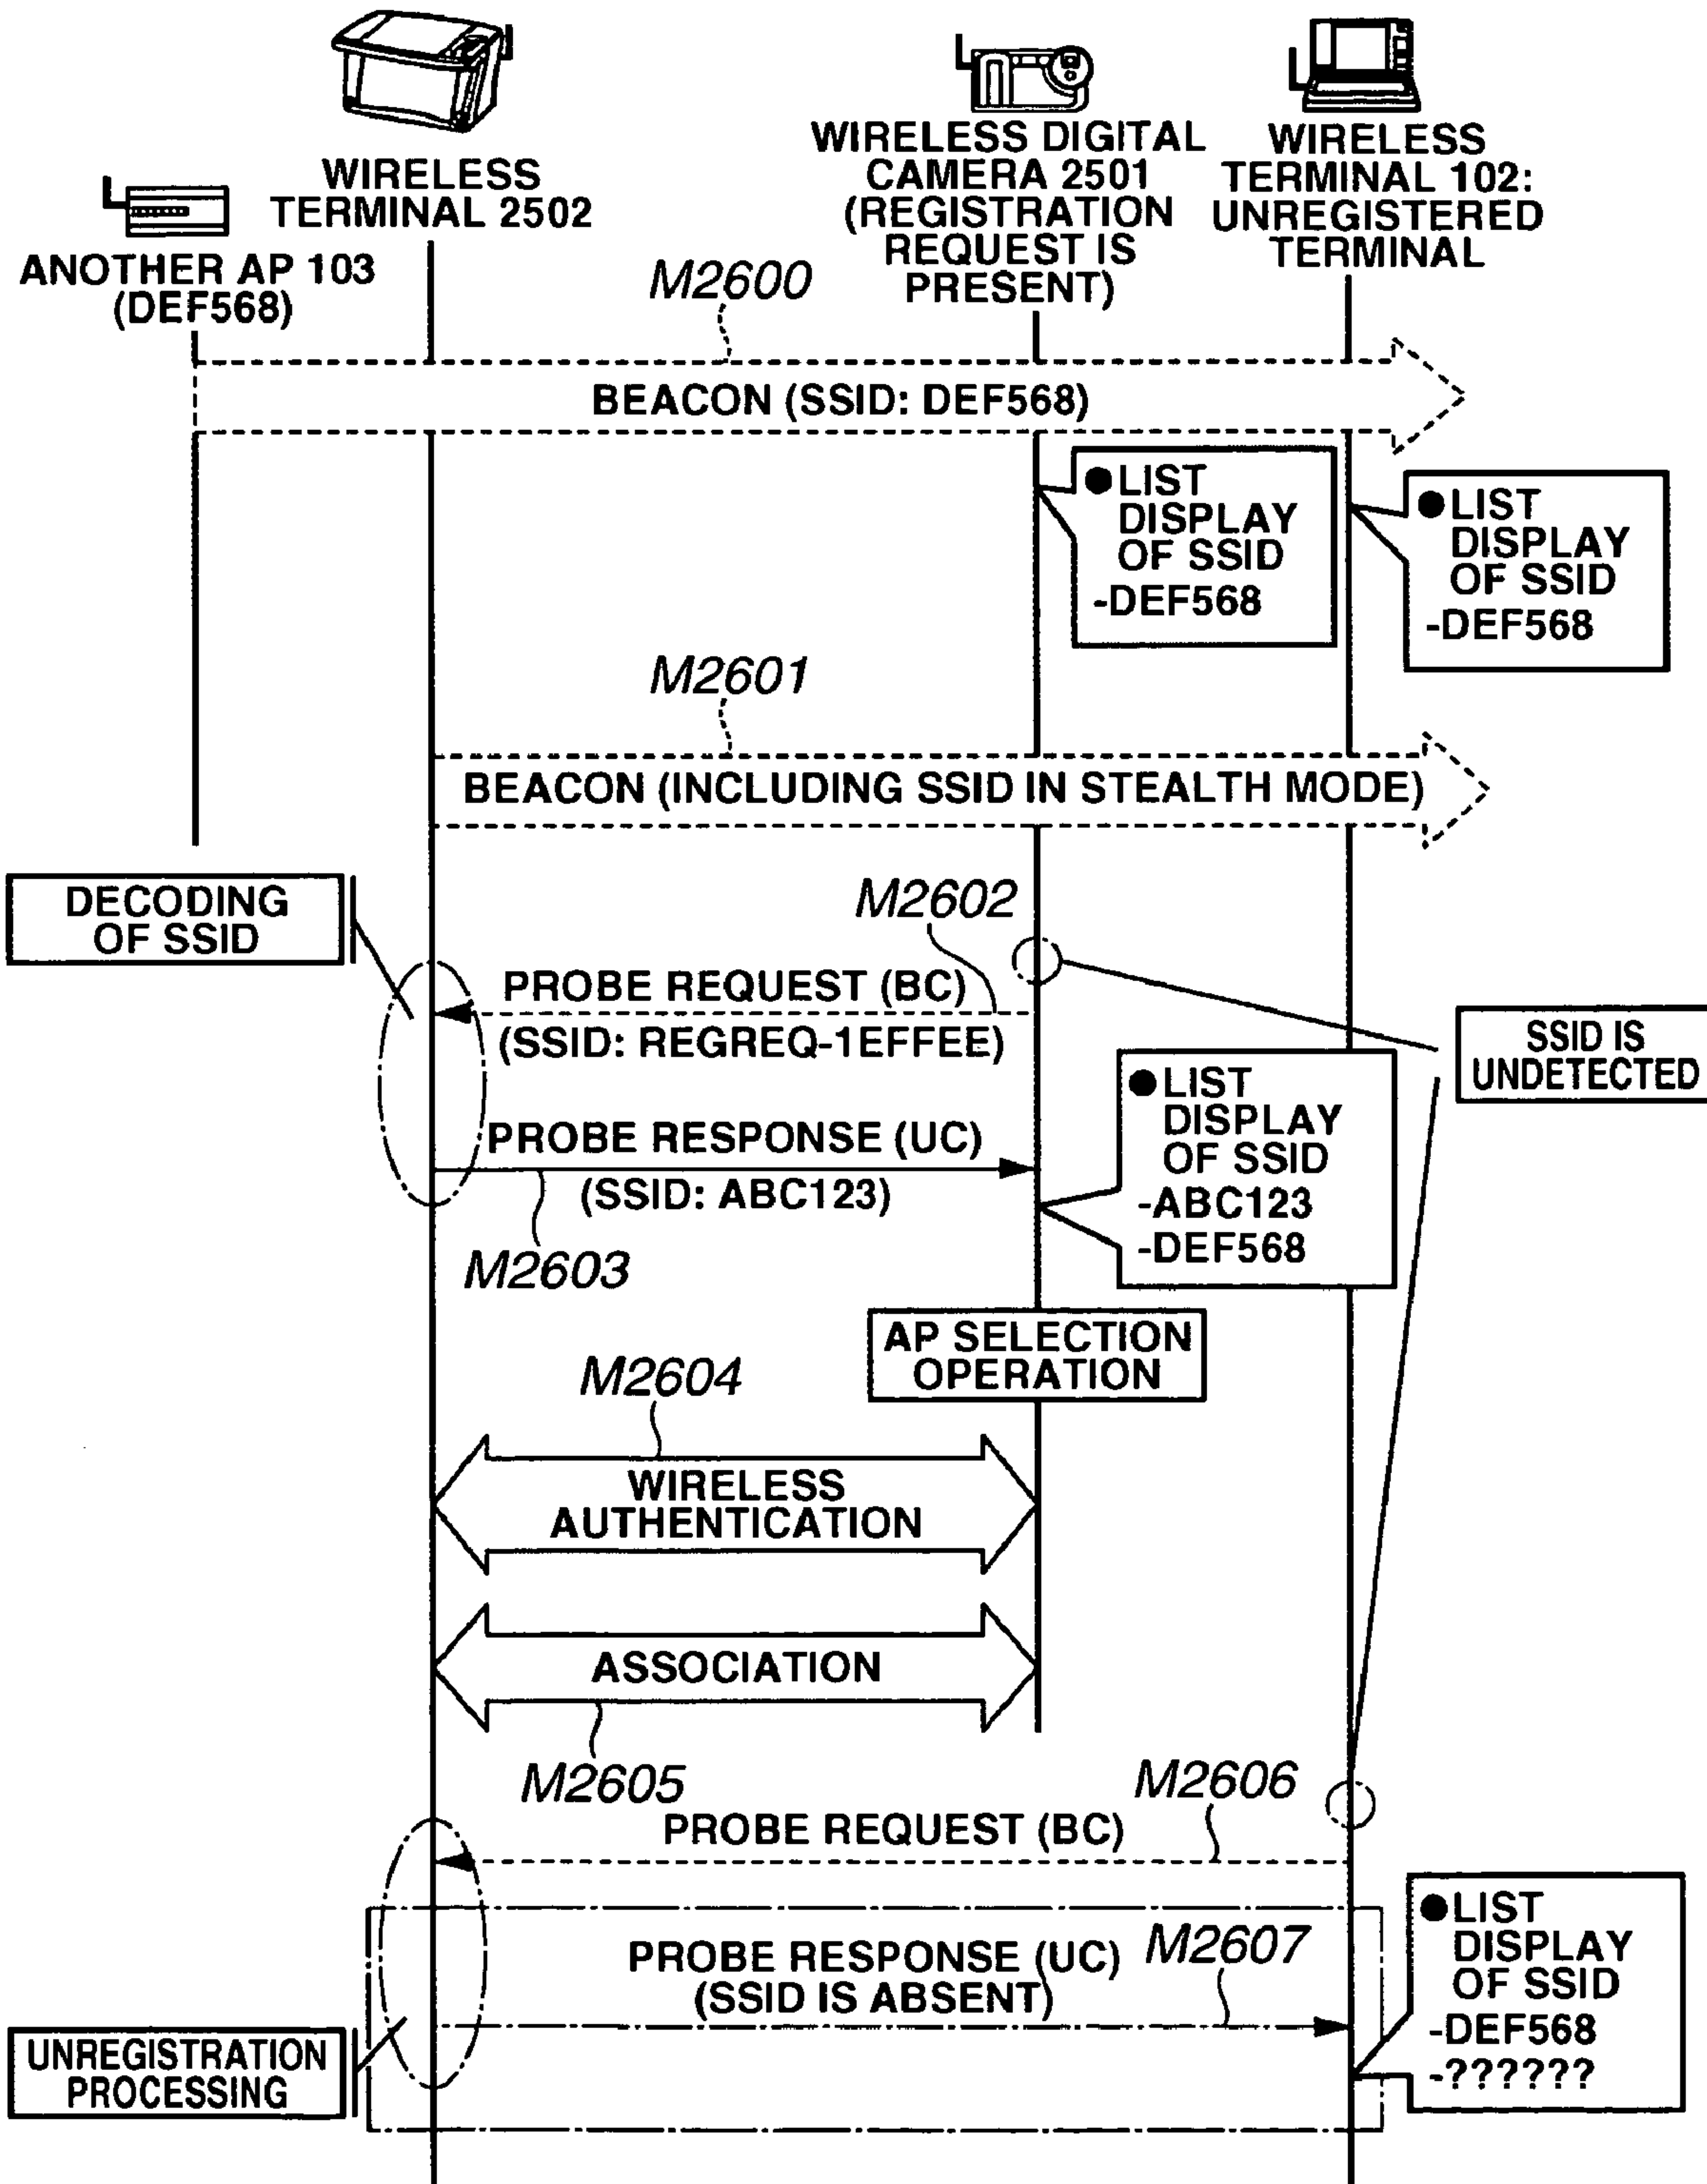 WIRELESS
TERMINAL 2502
WIRELESS DIGITAL
CAMERA 2501
(REGISTRATION
REQUEST IS
PRESENT)
WIRELESS
TERMINAL 102:
UNREGISTERED
TERMINAL
ANOTHER AP 103
(DEF568)
M2600
BEACON (SSID: DEF568)
●LIST
DISPLAY
OF SSID
-DEF568
●LIST
DISPLAY
OF SSID
-DEF568
M2601
BEACON (INCLUDING SSID IN STEALTH MODE)
DECODING
OF SSID
M2602
PROBE REQUEST (BC)
(SSID: REGREQ-1EFFEE)
SSID IS
UNDETECTED
●LIST
DISPLAY
OF SSID
-ABC123
-DEF568
PROBE RESPONSE (UC)
(SSID: ABC123)
M2603
AP SELECTION
OPERATION
M2604
WIRELESS
AUTHENTICATION
ASSOCIATION
M2605
M2606
PROBE REQUEST (BC)
PROBE RESPONSE (UC)
(SSID IS ABSENT)
M2607
●LIST
DISPLAY
OF SSID
-DEF568
-??????
UNREGISTRATION
PROCESSING